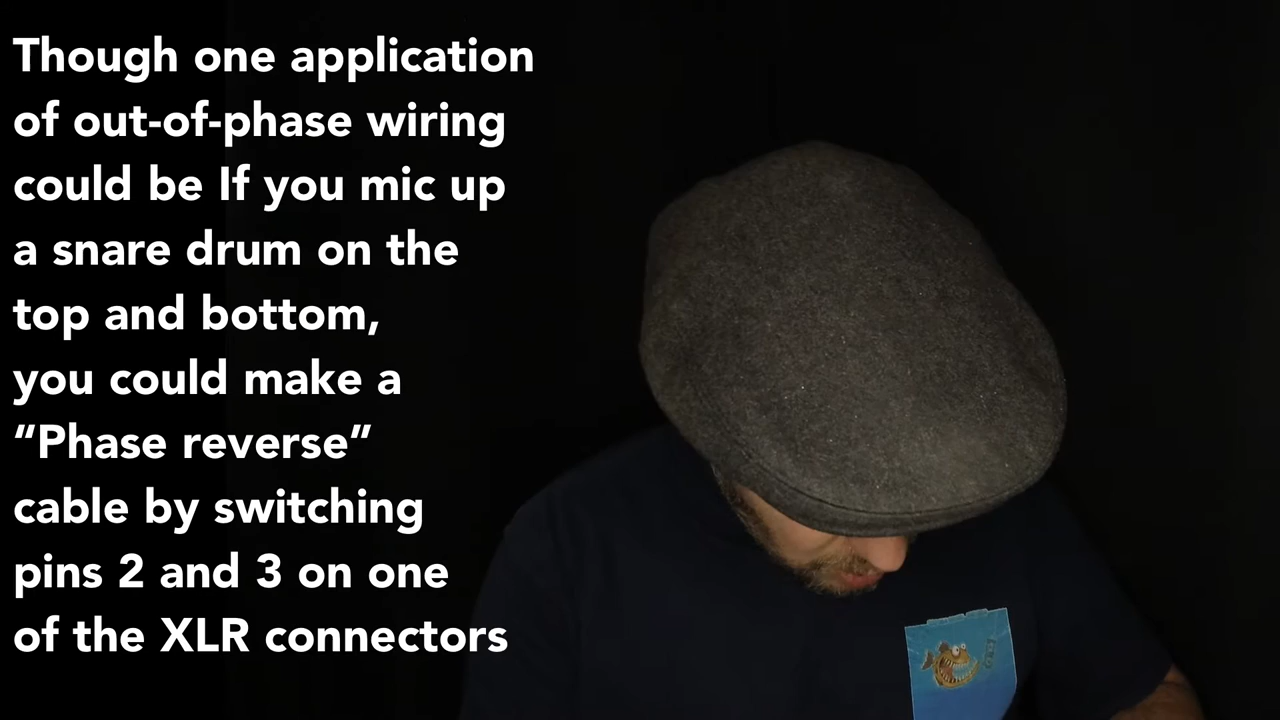 Though one application
of out-of-phase wiring
could be If you mic up
a snare drum on the
top and bottom,
you could make a
“Phase reverse”
cable by switching
pins 2 and 3 on one
of the XLR connectors